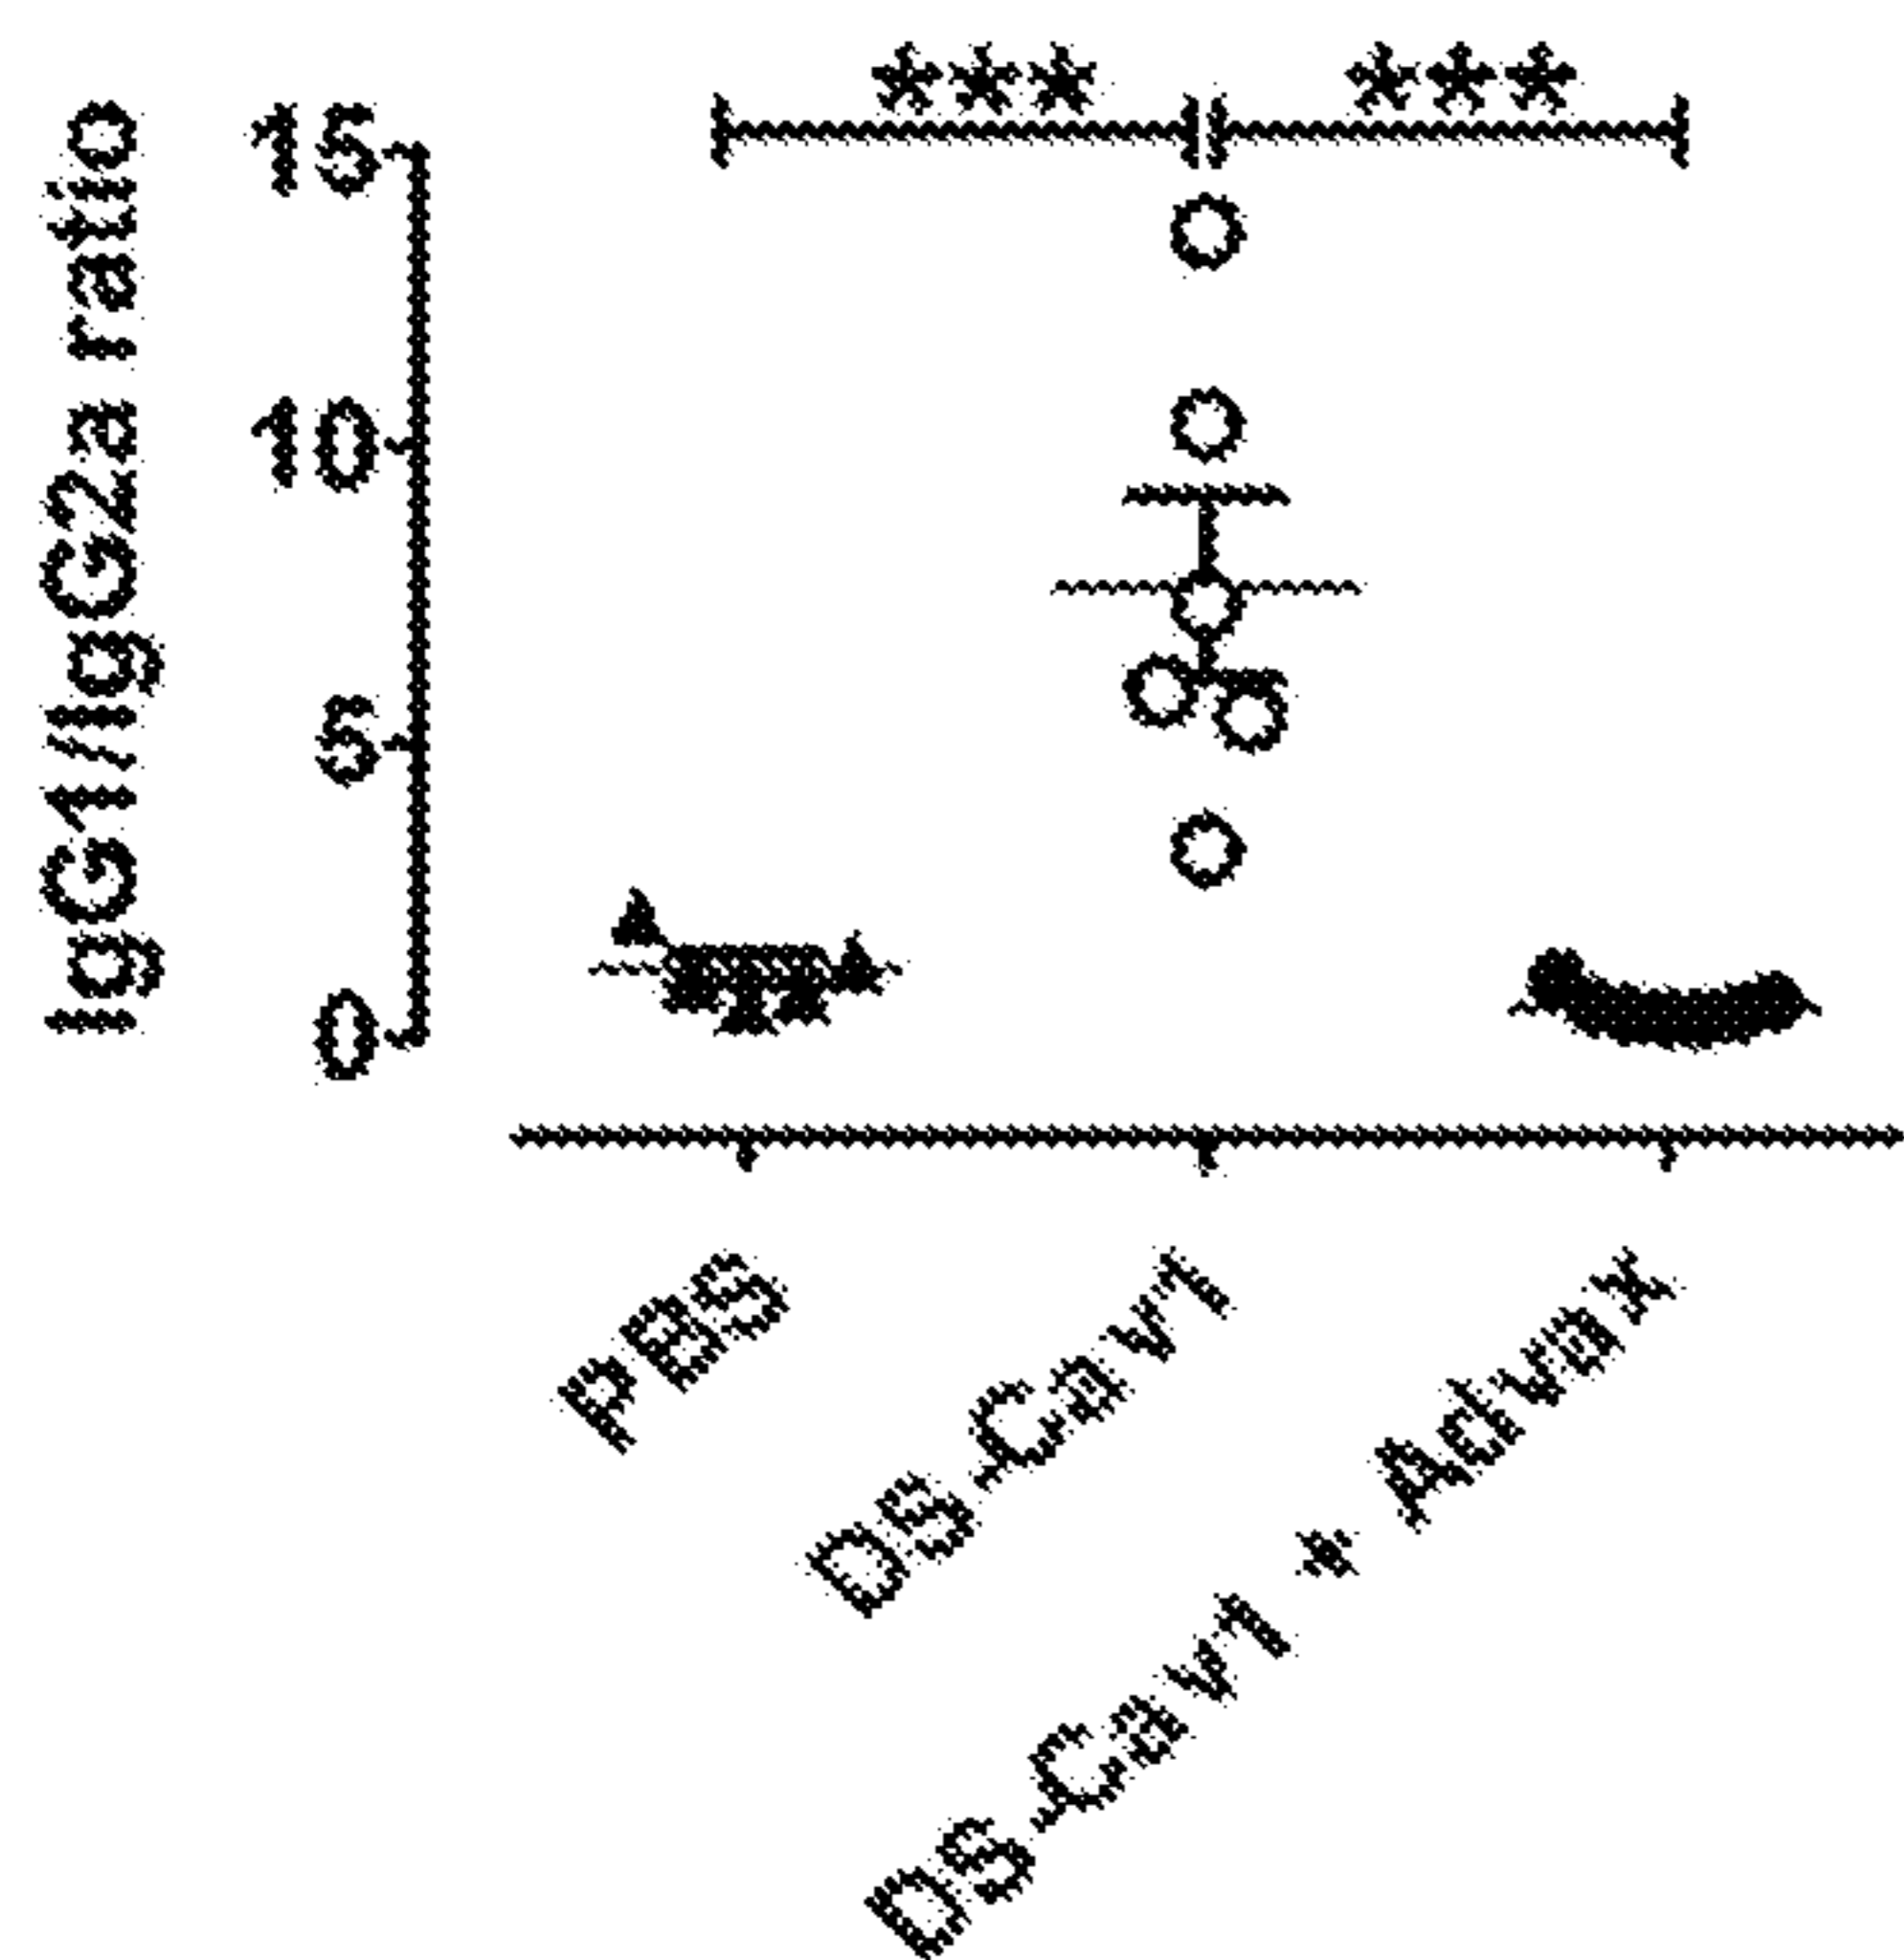 IgG1/IgG2a ratio
15
10
5
0
*** ***
PBS
DS-Cav1
DS-Cav1 + Advax